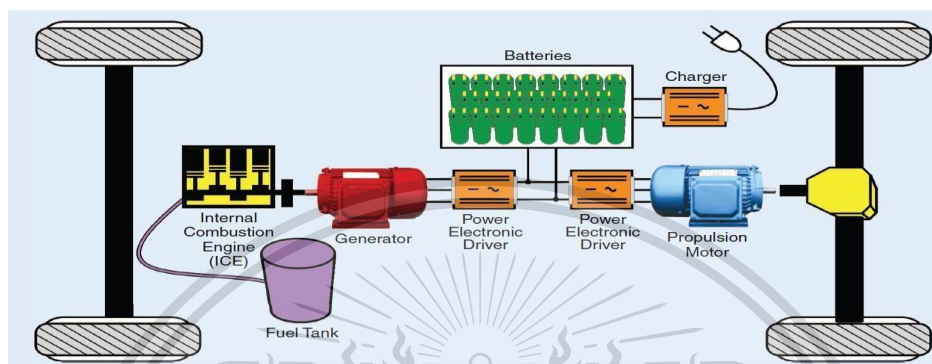 Batteries
Charger
Internal
Combustion
Engine
(ICE)
Generator
Power
Electronic
Driver
Power
Electronic
Driver
Propulsion
Motor
Fuel Tank